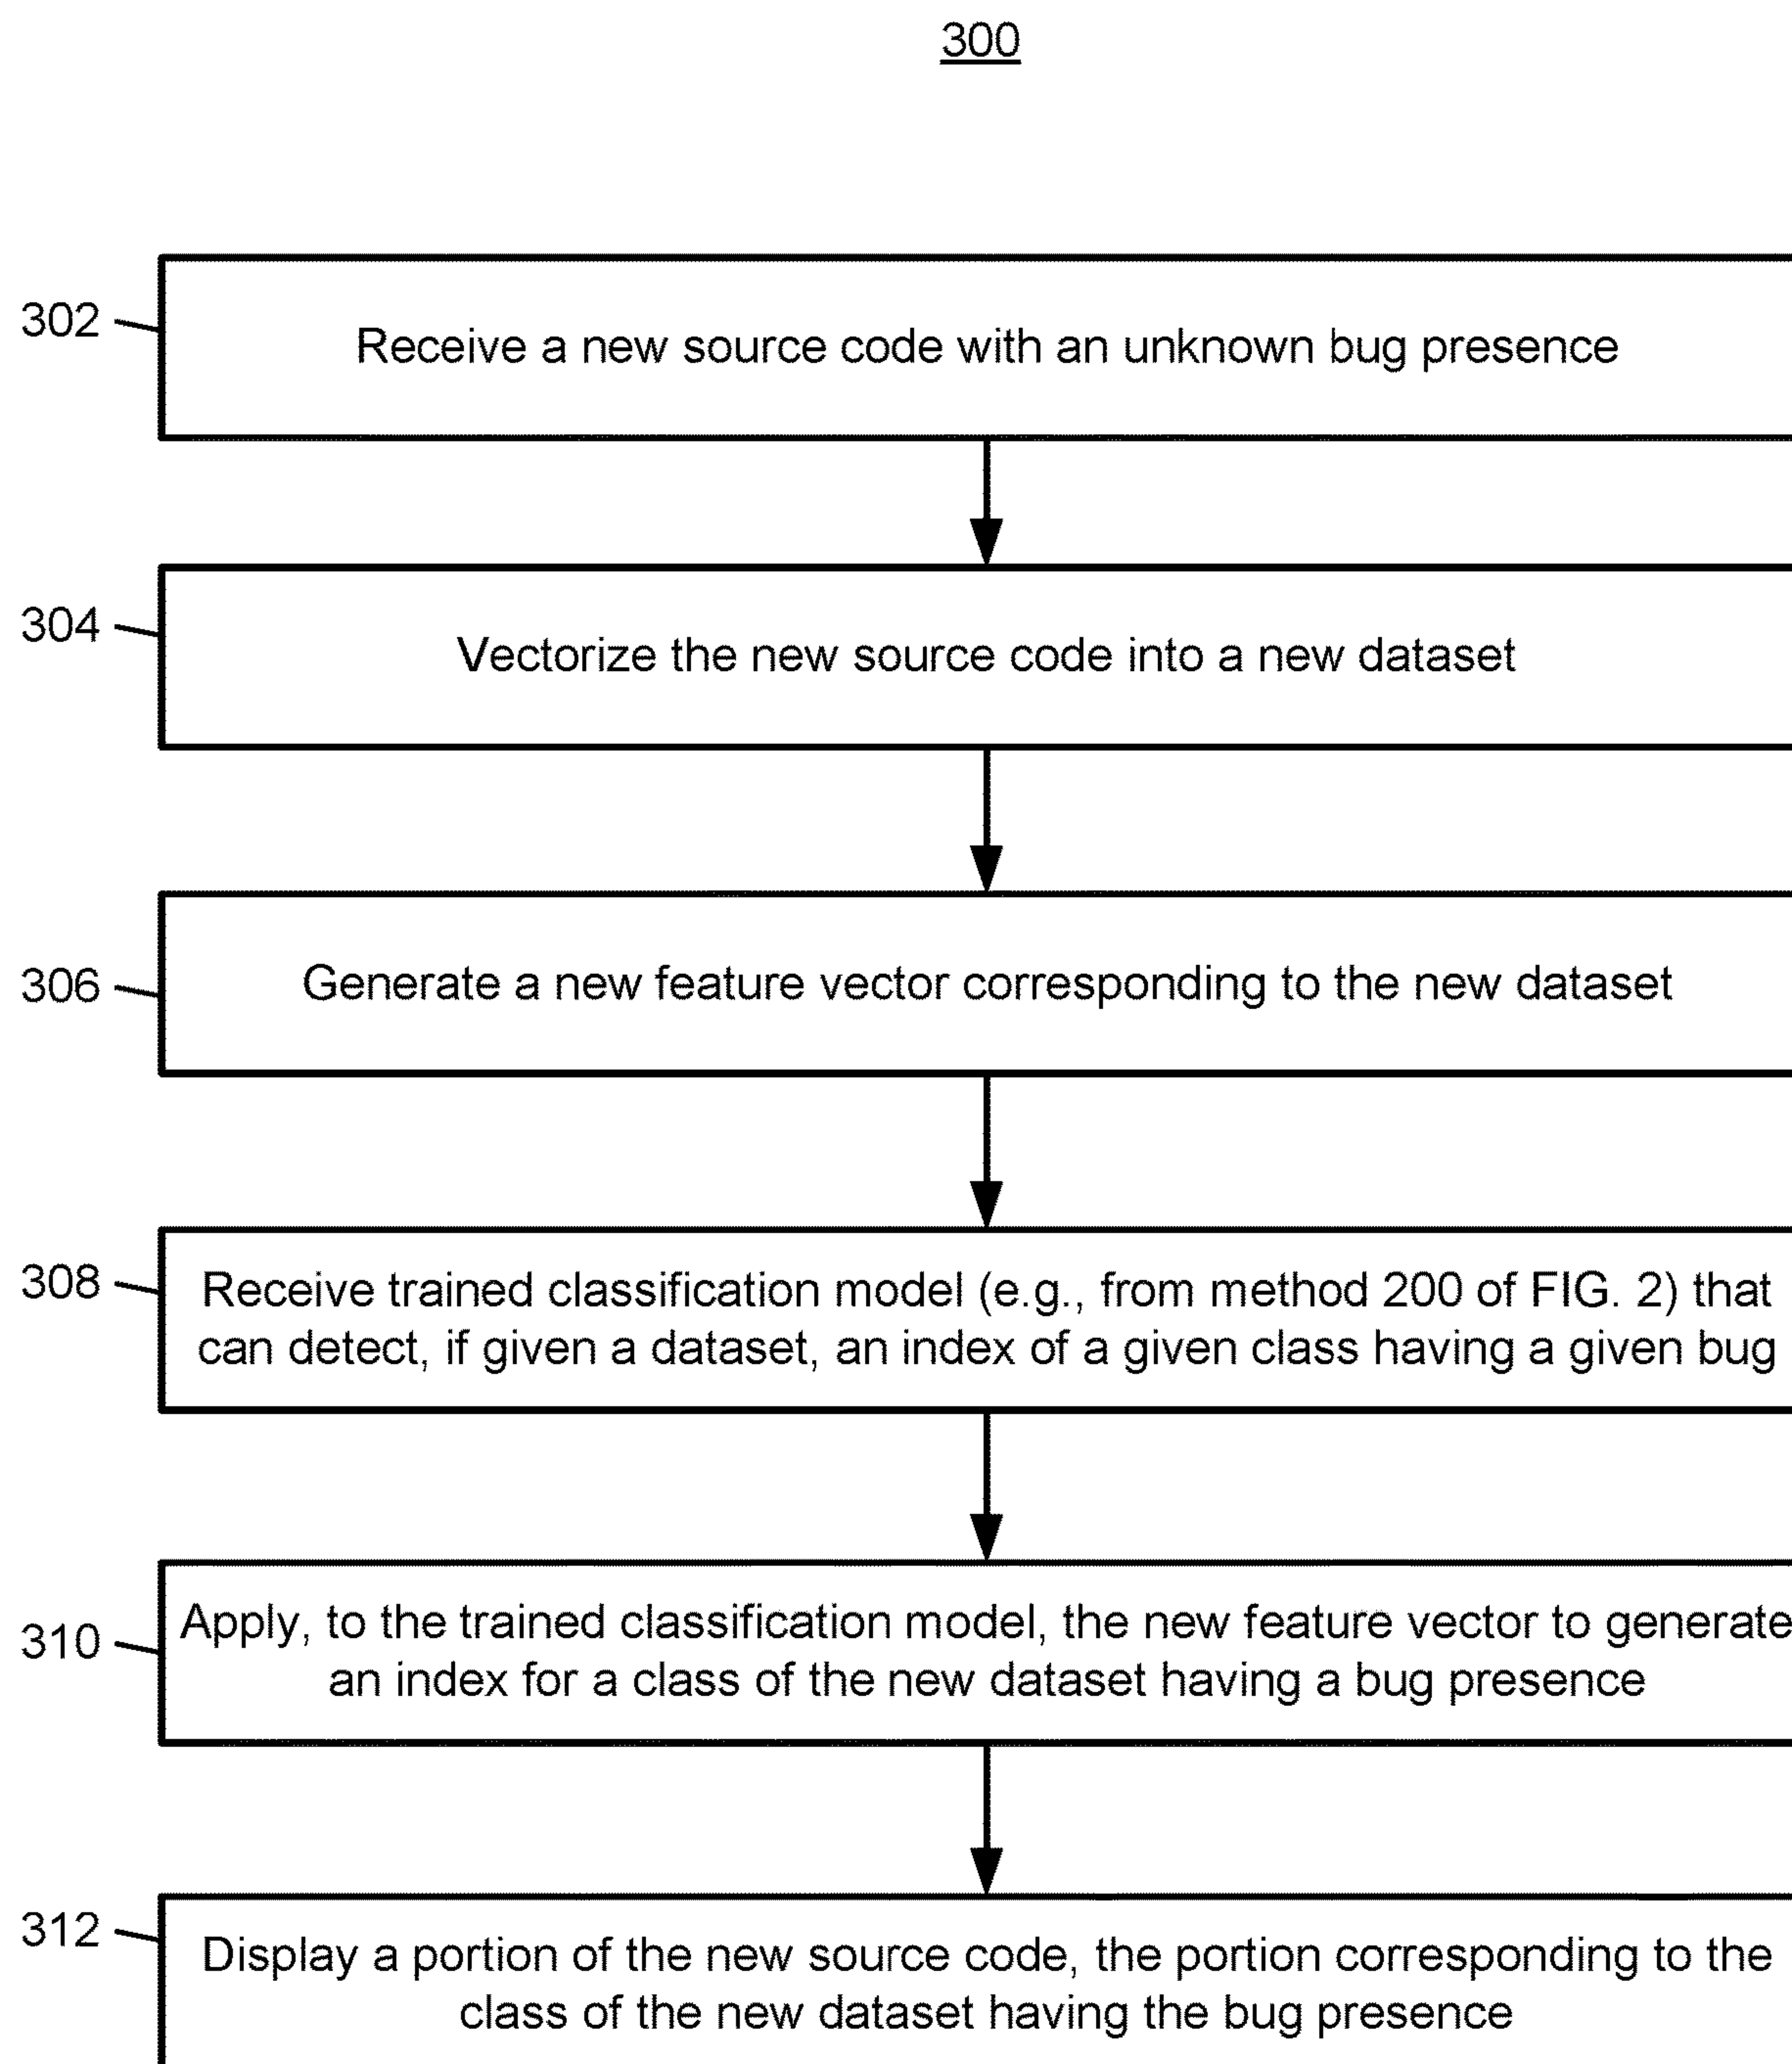 300
302
Receive a new source code with an unknown bug presence
304
Vectorize the new source code into a new dataset
306
Generate a new feature vector corresponding to the new dataset
308
Receive trained classification model (e.g., from method 200 of FIG. 2) that
can detect, if given a dataset, an index of a given class having a given bug
310
Apply, to the trained classification model, the new feature vector to generate
an index for a class of the new dataset having a bug presence
312
Display a portion of the new source code, the portion corresponding to the
class of the new dataset having the bug presence